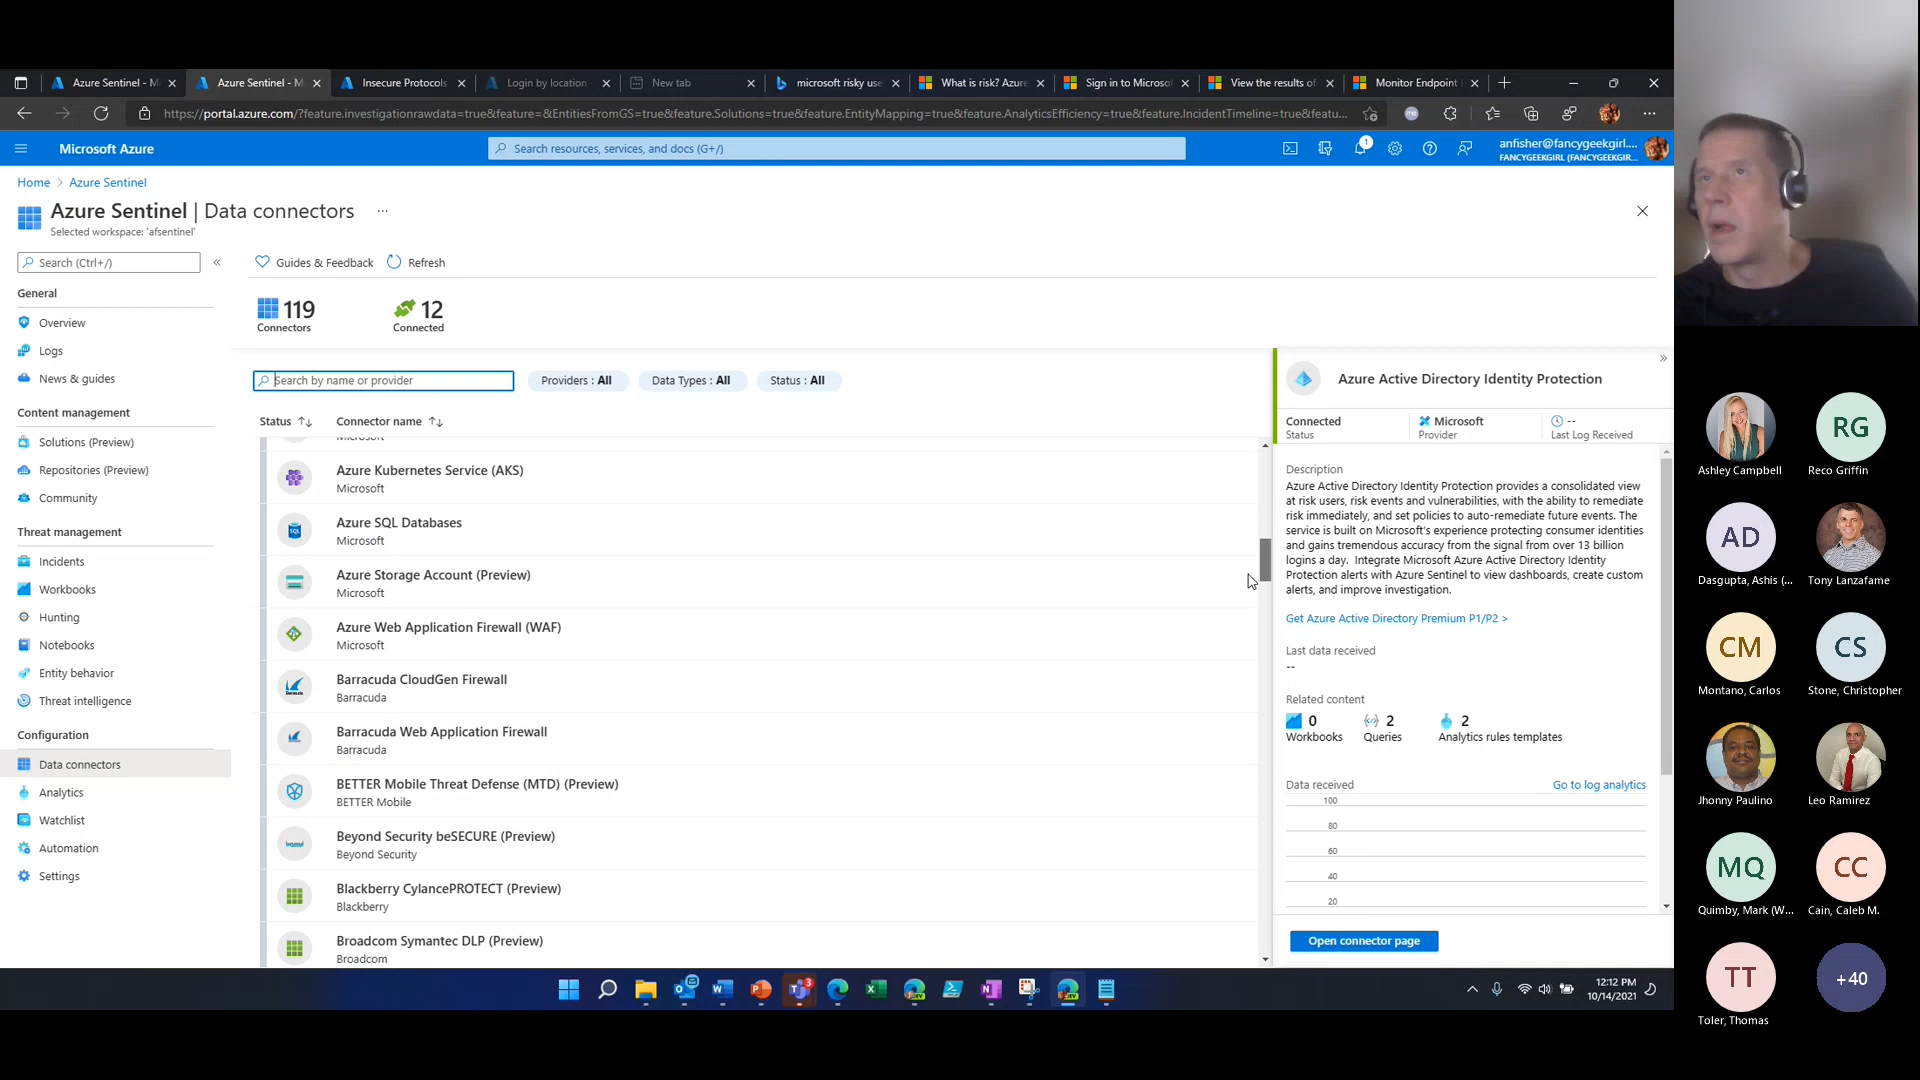 Azure Sentinel - M
Azure Sentinel - M
Insecure Protocols
Login by location -
New tab
microsoft risky use
What is risk? Azure
Sign in to Microsof
View the results of
Monitor Endpoint
https://portal.azure.com/?feature.investigationrawdata=true&feature=&EntitiesFromGS=true&feature.Solutions=true&feature.EntityMapping=true&feature.AnalyticsEfficiency=true&feature.IncidentTimeline=true&featu...
Microsoft Azure
Search resources, services, and docs (G+/)
1
anfisher@fancygeekgirl....
FANCYGEEKGIRL (FANCYGEEKGIR...
Home > Azure Sentinel
Azure Sentinel | Data connectors ...
Selected workspace: 'afsentinel'
Search (Ctrl+/)
«
General
Overview
Logs
News & guides
Content management
Solutions (Preview)
Repositories (Preview)
Community
Threat management
Incidents
Workbooks
Hunting
Notebooks
Entity behavior
Threat intelligence
Configuration
Data connectors
Analytics
Watchlist
Automation
Settings
Guides & Feedback
Refresh
119
Connectors
12
Connected
Search by name or provider
Providers : All
Data Types : All
Status : All
Status ↑↓
Connector name ↑↓
Microsoft
Azure Kubernetes Service (AKS)
Microsoft
Azure SQL Databases
Microsoft
Azure Storage Account (Preview)
Microsoft
Azure Web Application Firewall (WAF)
Microsoft
Barracuda CloudGen Firewall
Barracuda
Barracuda Web Application Firewall
Barracuda
BETTER Mobile Threat Defense (MTD) (Preview)
BETTER Mobile
Beyond Security beSECURE (Preview)
Beyond Security
Blackberry CylancePROTECT (Preview)
Blackberry
Broadcom Symantec DLP (Preview)
Broadcom
»
Azure Active Directory Identity Protection
Connected
Status
Microsoft
Provider
--
Last Log Received
Description
Azure Active Directory Identity Protection provides a consolidated view
at risk users, risk events and vulnerabilities, with the ability to remediate
risk immediately, and set policies to auto-remediate future events. The
service is built on Microsoft's experience protecting consumer identities
and gains tremendous accuracy from the signal from over 13 billion
logins a day. Integrate Microsoft Azure Active Directory Identity
Protection alerts with Azure Sentinel to view dashboards, create custom
alerts, and improve investigation.
Get Azure Active Directory Premium P1/P2 >
Last data received
--
Related content
0
Workbooks
2
Queries
2
Analytics rules templates
Data received
Go to log analytics
100
80
60
40
20
Open connector page
12:12 PM
10/14/2021
Ashley Campbell
RG
Reco Griffin
AD
Dasgupta, Ashis (...
Tony Lanzafame
CM
Montano, Carlos
CS
Stone, Christopher
Jhonny Paulino
Leo Ramirez
MQ
Quimby, Mark (W...
CC
Cain, Caleb M.
TT
Toler, Thomas
+40